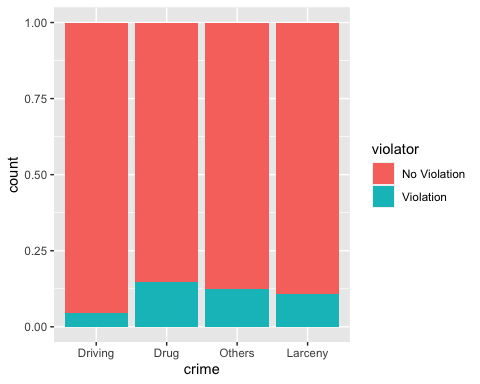 1.00
0.75
0.50
0.25
0.00
count
Driving Drug Others Larceny
crime
violator
No Violation
Violation